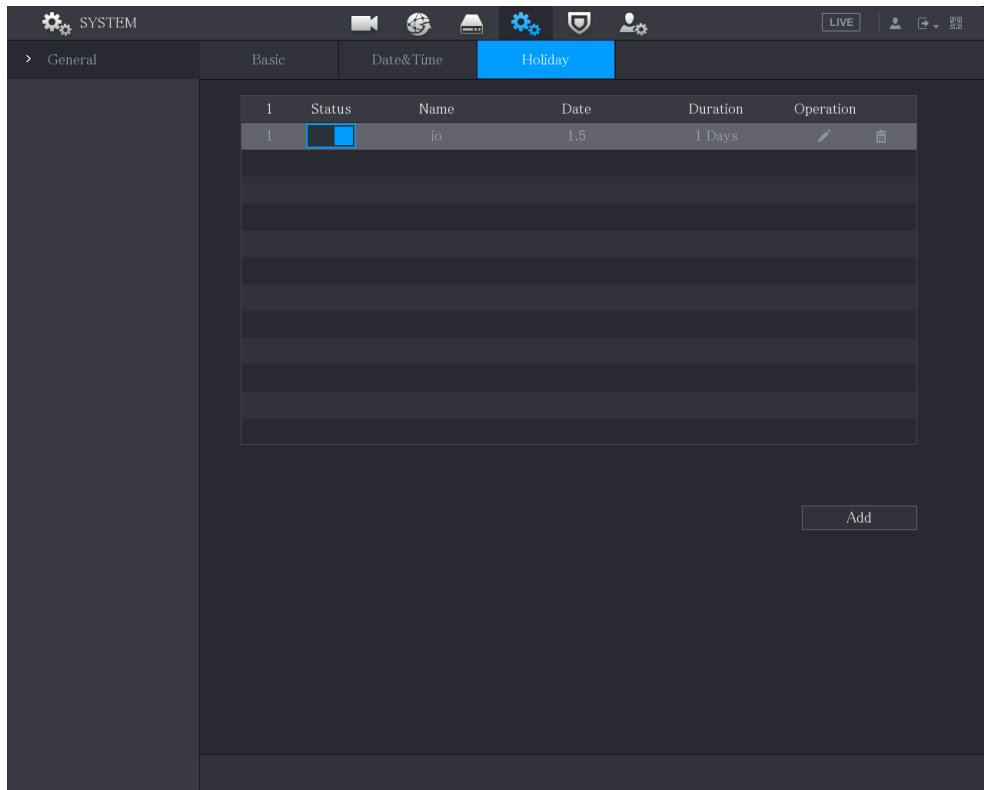 SYSTEM LIVE
General Basic Date&Time Holiday
1 Status Name Date Duration Operation
1 io 1.5 1 Days
Add